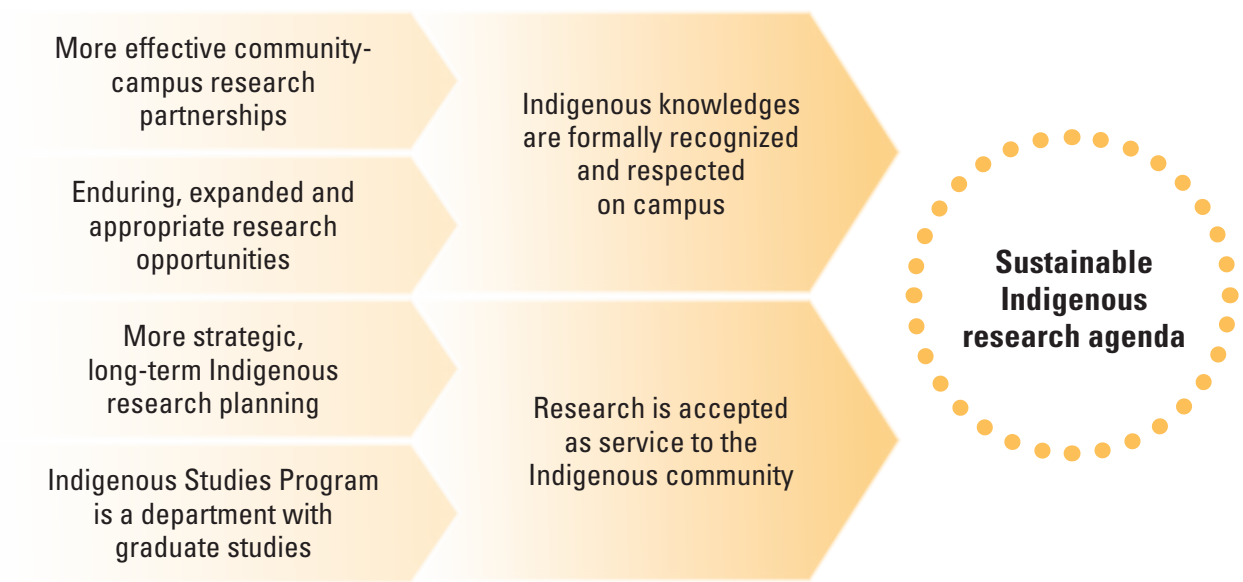 More effective community-
campus research
partnerships
Enduring, expanded and
appropriate research
opportunities
More strategic,
long-term Indigenous
research planning
Indigenous Studies Program
is a department with
graduate studies
Indigenous knowledges
are formally recognized
and respected
on campus
Research is accepted
as service to the
Indigenous community
Sustainable
Indigenous
research agenda